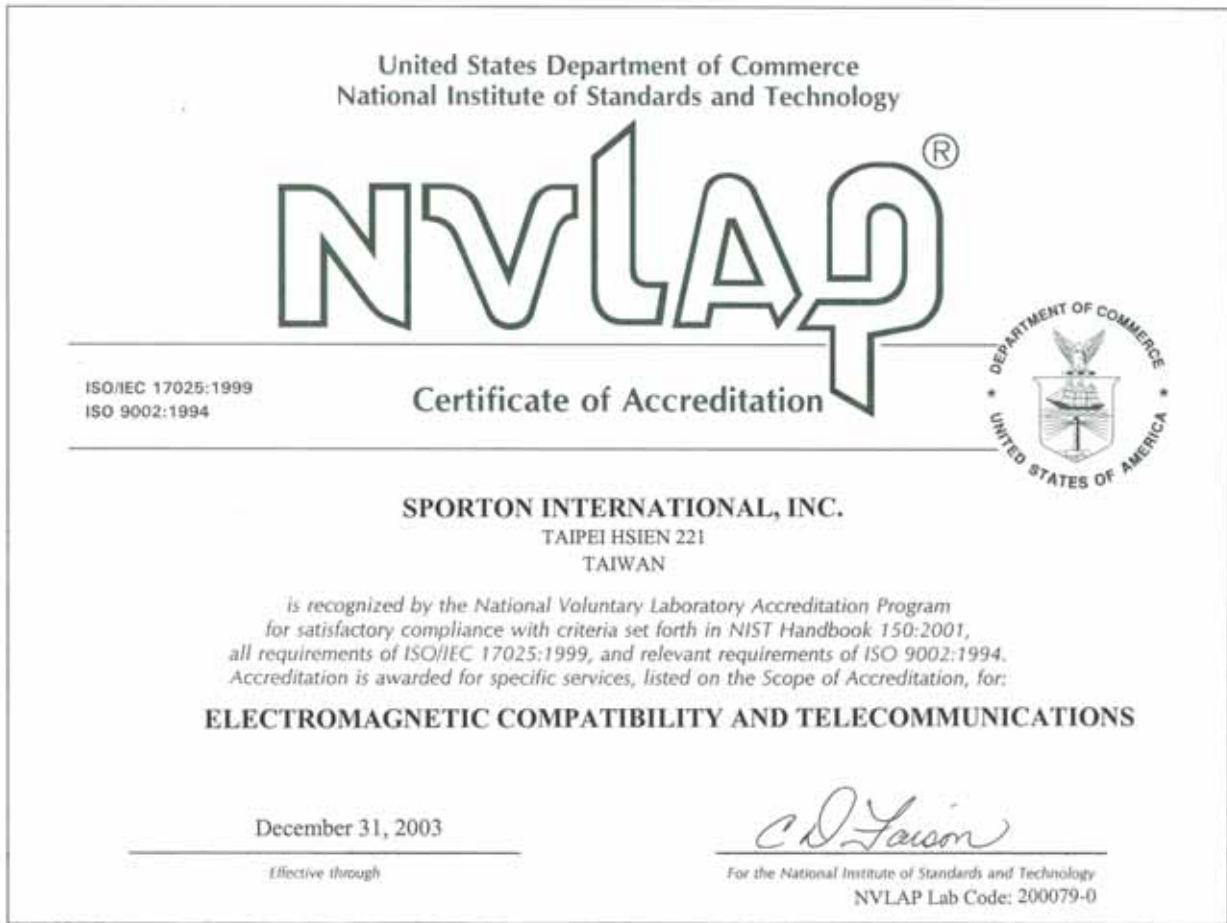 United States Department of Commerce
National Institute of Standards and Technology
NVLAP®
ISO/IEC 17025:1999
ISO 9002:1994
Certificate of Accreditation
DEPARTMENT OF COMMERCE
* UNITED STATES OF AMERICA *
SPORTON INTERNATIONAL, INC.
TAIPEI HSIEN 221
TAIWAN
is recognized by the National Voluntary Laboratory Accreditation Program
for satisfactory compliance with criteria set forth in NIST Handbook 150:2001,
all requirements of ISO/IEC 17025:1999, and relevant requirements of ISO 9002:1994.
Accreditation is awarded for specific services, listed on the Scope of Accreditation, for:
ELECTROMAGNETIC COMPATIBILITY AND TELECOMMUNICATIONS
December 31, 2003
Effective through
C D Faison
For the National Institute of Standards and Technology
NVLAP Lab Code: 200079-0